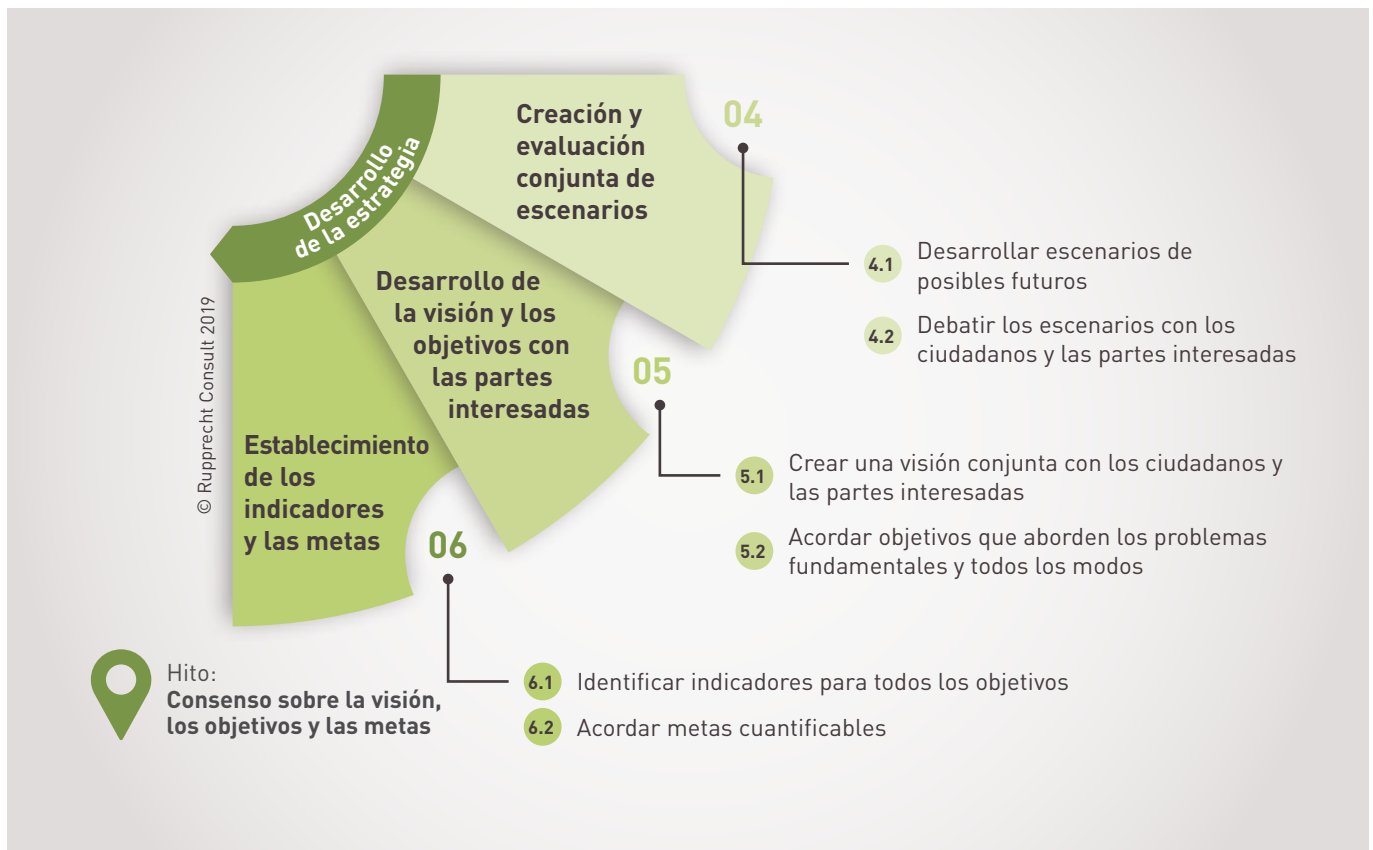 Desarrollo
de la estrategia
Creación y
evaluación
conjunta de
escenarios
04
4.1 Desarrollar escenarios de
posibles futuros
4.2 Debatir los escenarios con los
ciudadanos y las partes interesadas
Desarrollo de
la visión y los
objetivos con
las partes
interesadas
05
5.1 Crear una visión conjunta con los ciudadanos y
las partes interesadas
5.2 Acordar objetivos que aborden los problemas
fundamentales y todos los modos
Establecimiento
de los
indicadores
y las metas
06
6.1 Identificar indicadores para todos los objetivos
6.2 Acordar metas cuantificables
Hito:
Consenso sobre la visión,
los objetivos y las metas
© Rupprecht Consult 2019